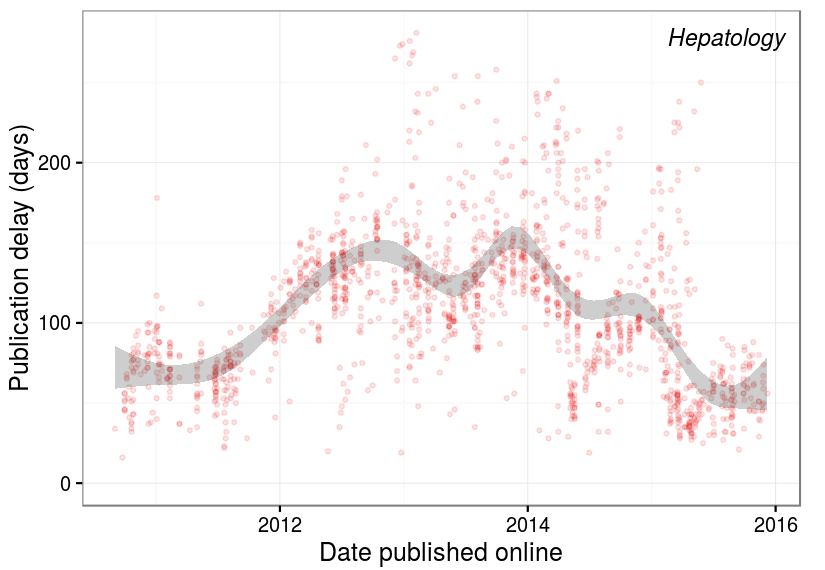 Hepatology
Publication delay (days)
200
100
0
2012
2014
2016
Date published online